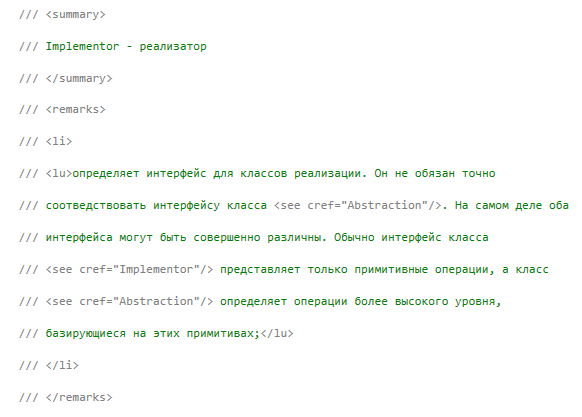 /// <summary>
/// Implementor - реализатор
/// </summary>
/// <remarks>
/// <li>
/// <lu>определяет интерфейс для классов реализации. Он не обязан точно
/// соотведствовать интерфейсу класса <see cref="Abstraction"/>. На самом деле оба
/// интерфейса могут быть совершенно различны. Обычно интерфейс класса
/// <see cref="Implementor"/> представляет только примитивные операции, а класс
/// <see cref="Abstraction"/> определяет операции более высокого уровня,
/// базирующиеся на этих примитивах;</lu>
/// </li>
/// </remarks>